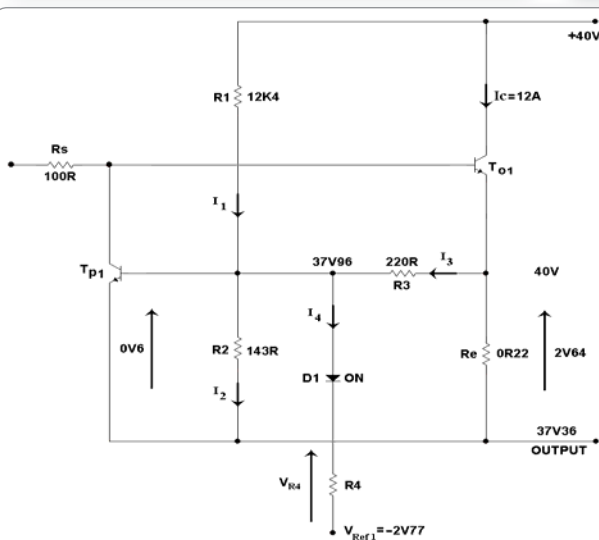 +40V
R1 12K4
Ic=12A
Rs
100R
To1
I1
Tp1
37V96
220R
R3
I3
40V
I4
0V6
R2 143R
D1 ON
Re 0R22
2V64
I2
37V36
OUTPUT
VR4
R4
VRef1=-2V77